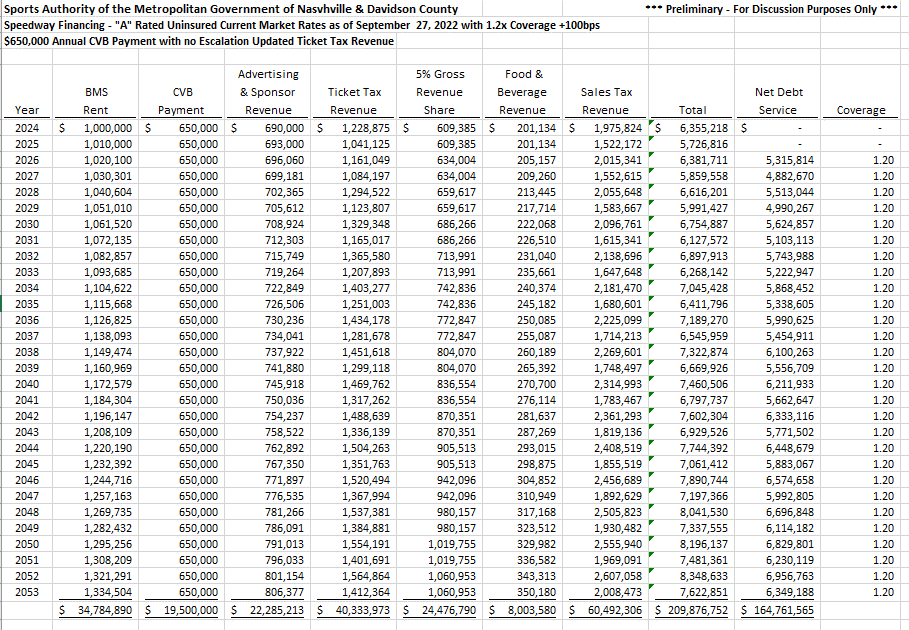 Sports Authority of the Metropolitan Government of Nasvhville & Davidson County *** Preliminary - For Discussion Purposes Only ***
Speedway Financing - "A" Rated Uninsured Current Market Rates as of September 27, 2022 with 1.2x Coverage +100bps
$650,000 Annual CVB Payment with no Escalation Updated Ticket Tax Revenue
Advertising 5% Gross Food &
BMS CVB & Sponsor Ticket Tax Revenue Beverage Sales Tax Net Debt
Year Rent Payment Revenue Revenue Share Revenue Revenue Total Service Coverage
2024 $ 1,000,000 $ 650,000 $ 690,000 $ 1,228,875 $ 609,385 $ 201,134 $ 1,975,824 $ 6,355,218 $ - -
2025 1,010,000 650,000 693,000 1,041,125 609,385 201,134 1,522,172 5,726,816 - -
2026 1,020,100 650,000 696,060 1,161,049 634,004 205,157 2,015,341 6,381,711 5,315,814 1.20
2027 1,030,301 650,000 699,181 1,084,197 634,004 209,260 1,552,615 5,859,558 4,882,670 1.20
2028 1,040,604 650,000 702,365 1,294,522 659,617 213,445 2,055,648 6,616,201 5,513,044 1.20
2029 1,051,010 650,000 705,612 1,123,807 659,617 217,714 1,583,667 5,991,427 4,990,267 1.20
2030 1,061,520 650,000 708,924 1,329,348 686,266 222,068 2,096,761 6,754,887 5,624,857 1.20
2031 1,072,135 650,000 712,303 1,165,017 686,266 226,510 1,615,341 6,127,572 5,103,113 1.20
2032 1,082,857 650,000 715,749 1,365,580 713,991 231,040 2,138,696 6,897,913 5,743,988 1.20
2033 1,093,685 650,000 719,264 1,207,893 713,991 235,661 1,647,648 6,268,142 5,222,947 1.20
2034 1,104,622 650,000 722,849 1,403,277 742,836 240,374 2,181,470 7,045,428 5,868,452 1.20
2035 1,115,668 650,000 726,506 1,251,003 742,836 245,182 1,680,601 6,411,796 5,338,605 1.20
2036 1,126,825 650,000 730,236 1,434,178 772,847 250,085 2,225,099 7,189,270 5,990,625 1.20
2037 1,138,093 650,000 734,041 1,281,678 772,847 255,087 1,714,213 6,545,959 5,454,911 1.20
2038 1,149,474 650,000 737,922 1,451,618 804,070 260,189 2,269,601 7,322,874 6,100,263 1.20
2039 1,160,969 650,000 741,880 1,299,118 804,070 265,392 1,748,497 6,669,926 5,556,709 1.20
2040 1,172,579 650,000 745,918 1,469,762 836,554 270,700 2,314,993 7,460,506 6,211,933 1.20
2041 1,184,304 650,000 750,036 1,317,262 836,554 276,114 1,783,467 6,797,737 5,662,647 1.20
2042 1,196,147 650,000 754,237 1,488,639 870,351 281,637 2,361,293 7,602,304 6,333,116 1.20
2043 1,208,109 650,000 758,522 1,336,139 870,351 287,269 1,819,136 6,929,526 5,771,502 1.20
2044 1,220,190 650,000 762,892 1,504,263 905,513 293,015 2,408,519 7,744,392 6,448,679 1.20
2045 1,232,392 650,000 767,350 1,351,763 905,513 298,875 1,855,519 7,061,412 5,883,067 1.20
2046 1,244,716 650,000 771,897 1,520,494 942,096 304,852 2,456,689 7,890,744 6,574,658 1.20
2047 1,257,163 650,000 776,535 1,367,994 942,096 310,949 1,892,629 7,197,366 5,992,805 1.20
2048 1,269,735 650,000 781,266 1,537,381 980,157 317,168 2,505,823 8,041,530 6,696,848 1.20
2049 1,282,432 650,000 786,091 1,384,881 980,157 323,512 1,930,482 7,337,555 6,114,182 1.20
2050 1,295,256 650,000 791,013 1,554,191 1,019,755 329,982 2,555,940 8,196,137 6,829,801 1.20
2051 1,308,209 650,000 796,033 1,401,691 1,019,755 336,582 1,969,091 7,481,361 6,230,119 1.20
2052 1,321,291 650,000 801,154 1,564,864 1,060,953 343,313 2,607,058 8,348,633 6,956,763 1.20
2053 1,334,504 650,000 806,377 1,412,364 1,060,953 350,180 2,008,473 7,622,851 6,349,188 1.20
$ 34,784,890 $ 19,500,000 $ 22,285,213 $ 40,333,973 $ 24,476,790 $ 8,003,580 $ 60,492,306 $ 209,876,752 $ 164,761,565